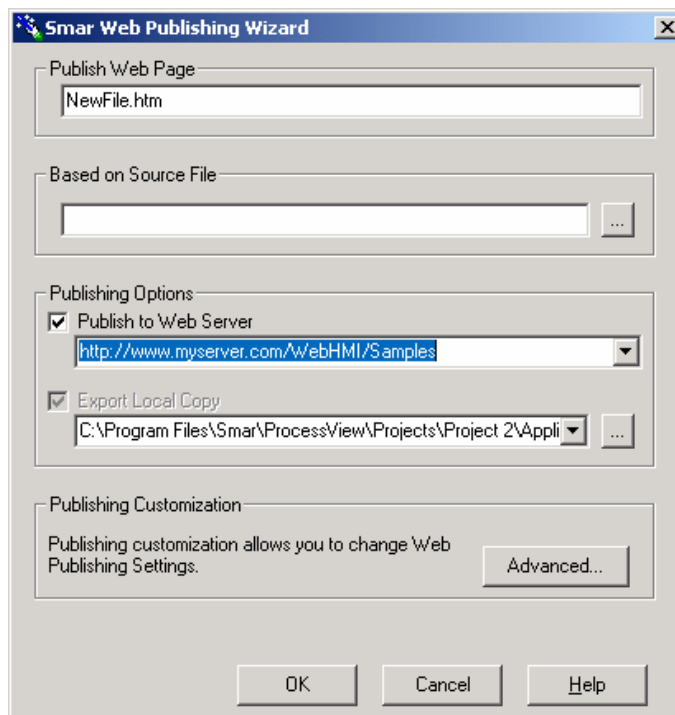 Smar Web Publishing Wizard
Publish Web Page
NewFile.htm
Based on Source File
...
Publishing Options
Publish to Web Server
http://www.myserver.com/WebHMI/Samples
Export Local Copy
C:\Program Files\Smar\ProcessView\Projects\Project 2\Appli
...
Publishing Customization
Publishing customization allows you to change Web
Publishing Settings.
Advanced...
OK
Cancel
Help